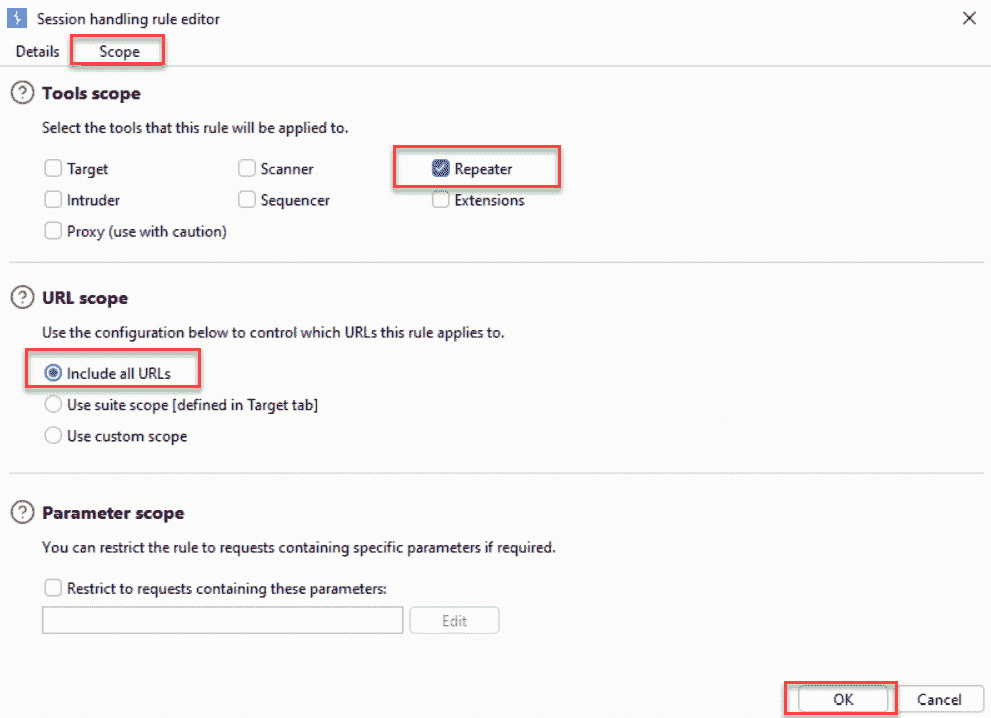 Session handling rule editor
Details Scope
? Tools scope
Select the tools that this rule will be applied to.
Target Scanner Repeater
Intruder Sequencer Extensions
Proxy (use with caution)
? URL scope
Use the configuration below to control which URLs this rule applies to.
Include all URLs
Use suite scope [defined in Target tab]
Use custom scope
? Parameter scope
You can restrict the rule to requests containing specific parameters if required.
Restrict to requests containing these parameters:
Edit
OK Cancel